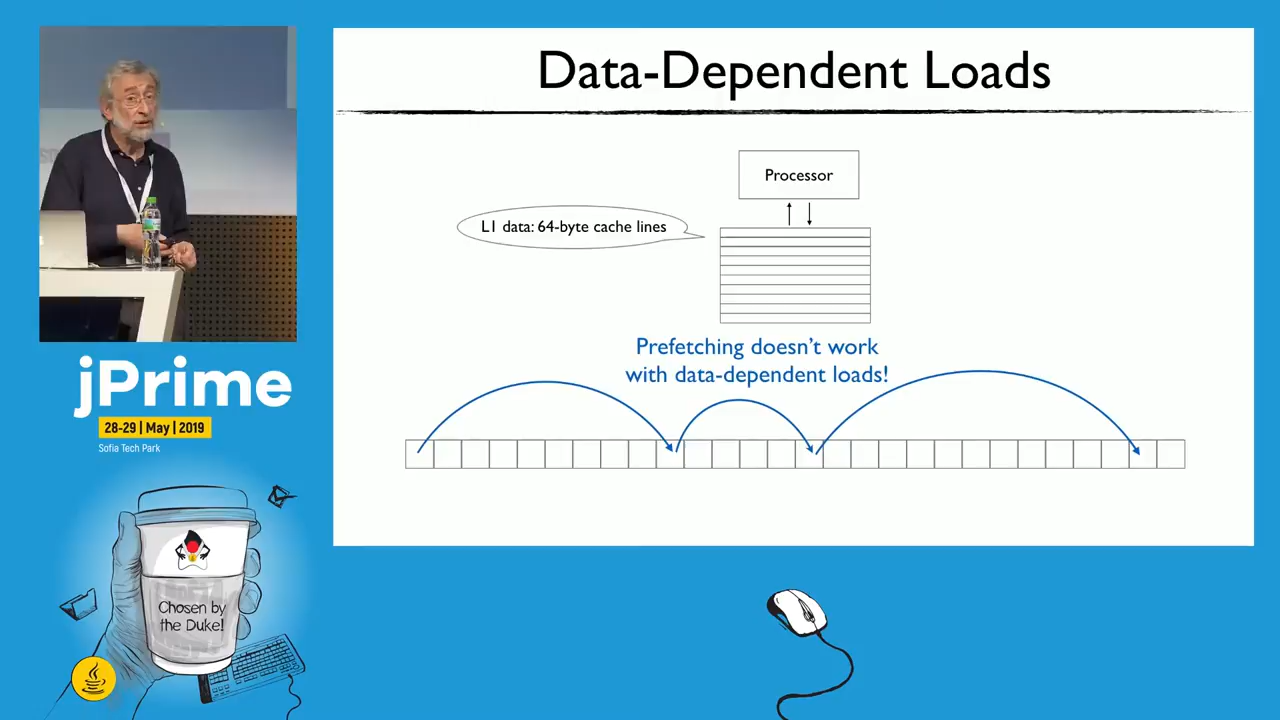 Data-Dependent Loads
Processor
L1 data: 64-byte cache lines
Prefetching doesn't work
with data-dependent loads!
jPrime
28-29 | May | 2019
Sofia Tech Park
Chosen by
the Duke!